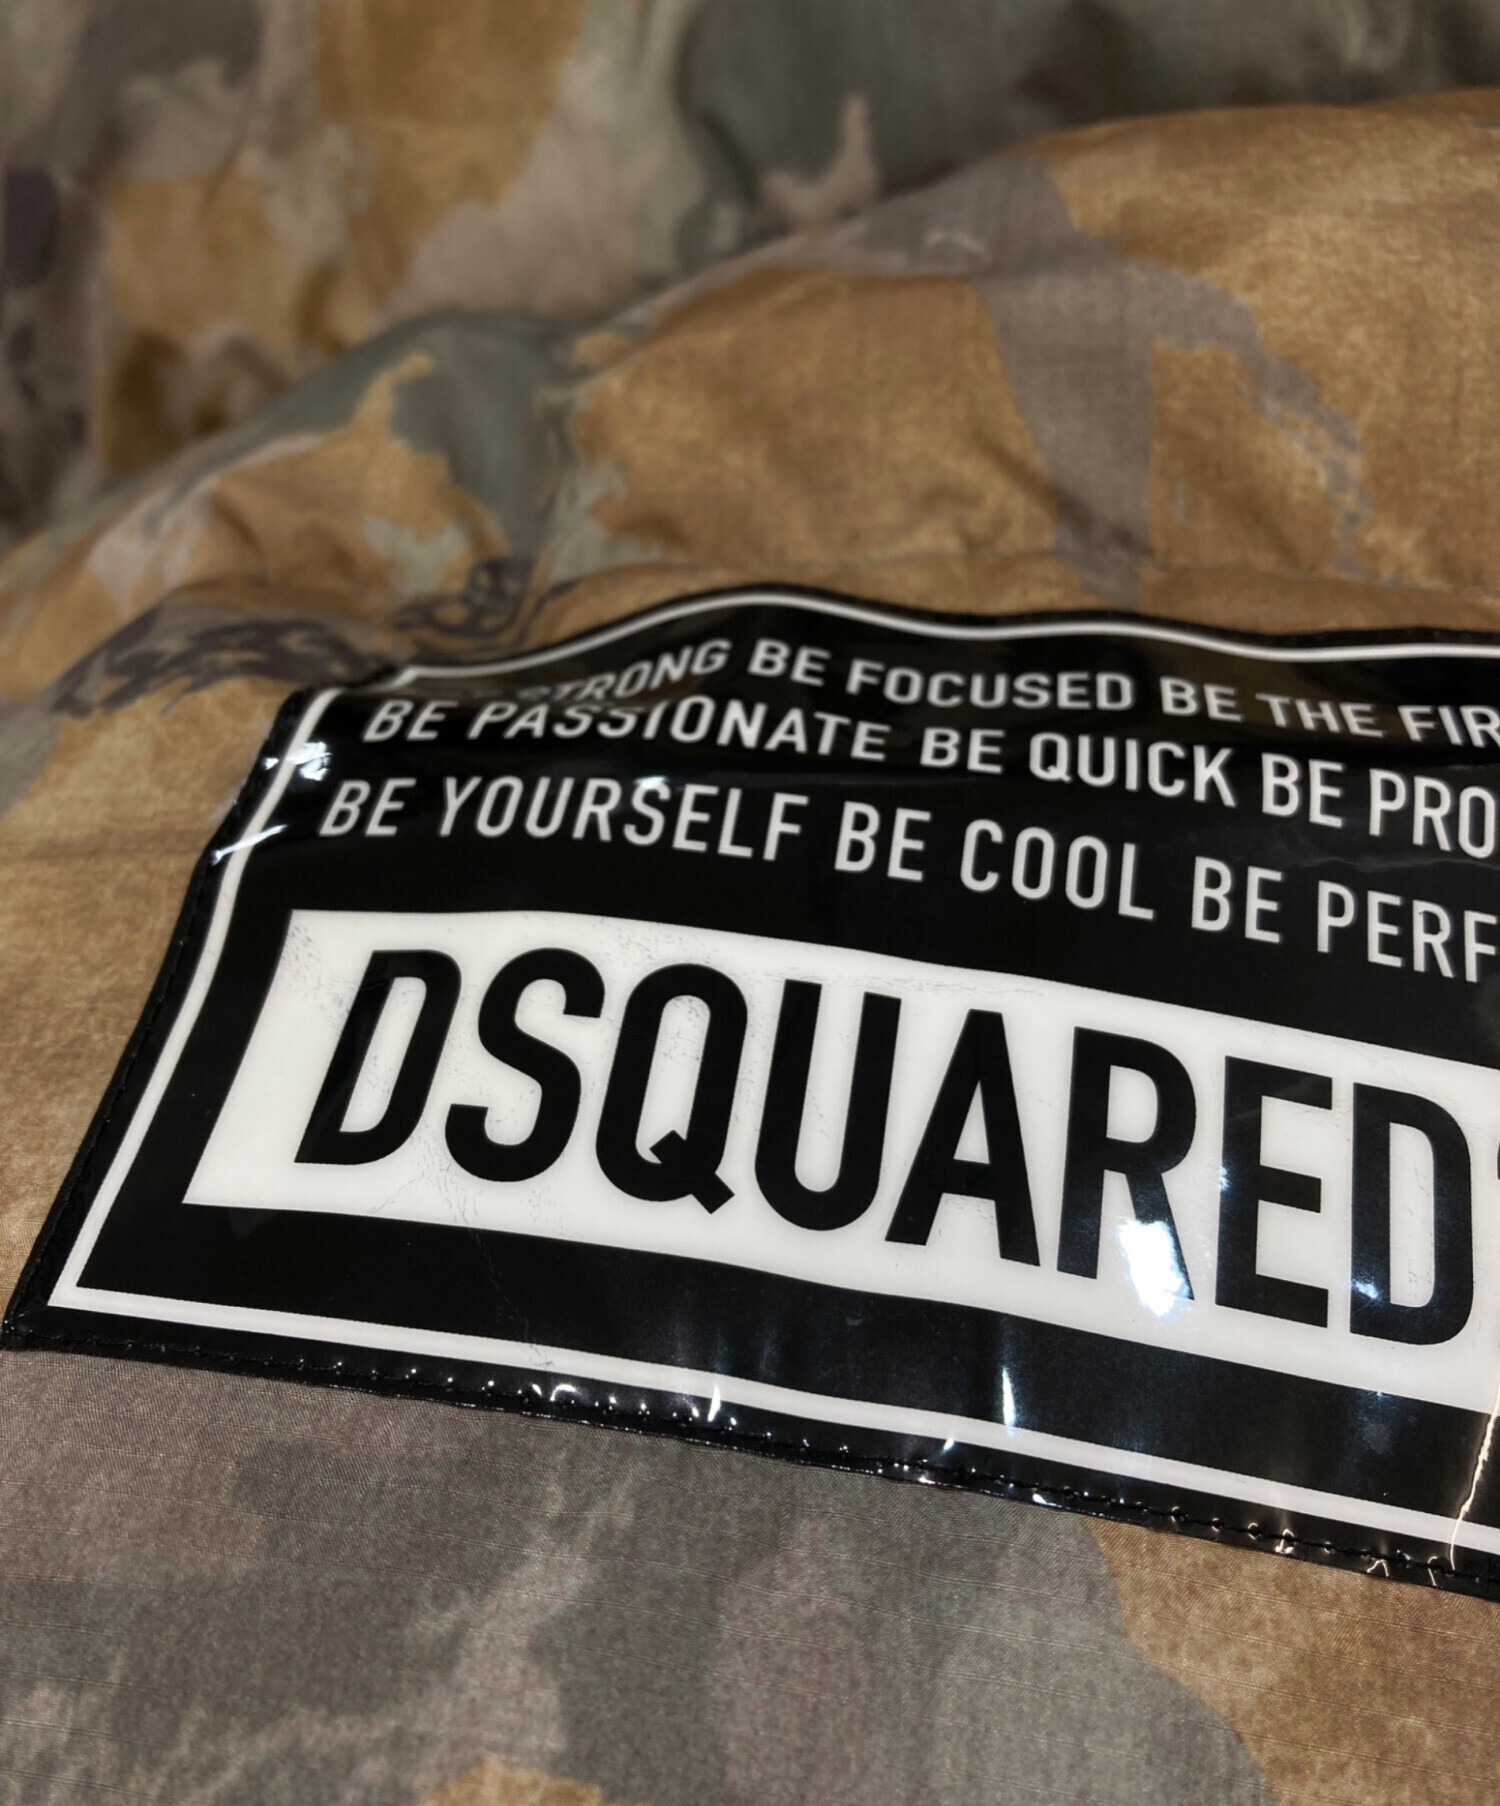 STRONG BE FOCUSED BE THE FIR
BE PASSIONATE BE QUICK BE PRO
BE YOURSELF BE COOL BE PERF
DSQUARED